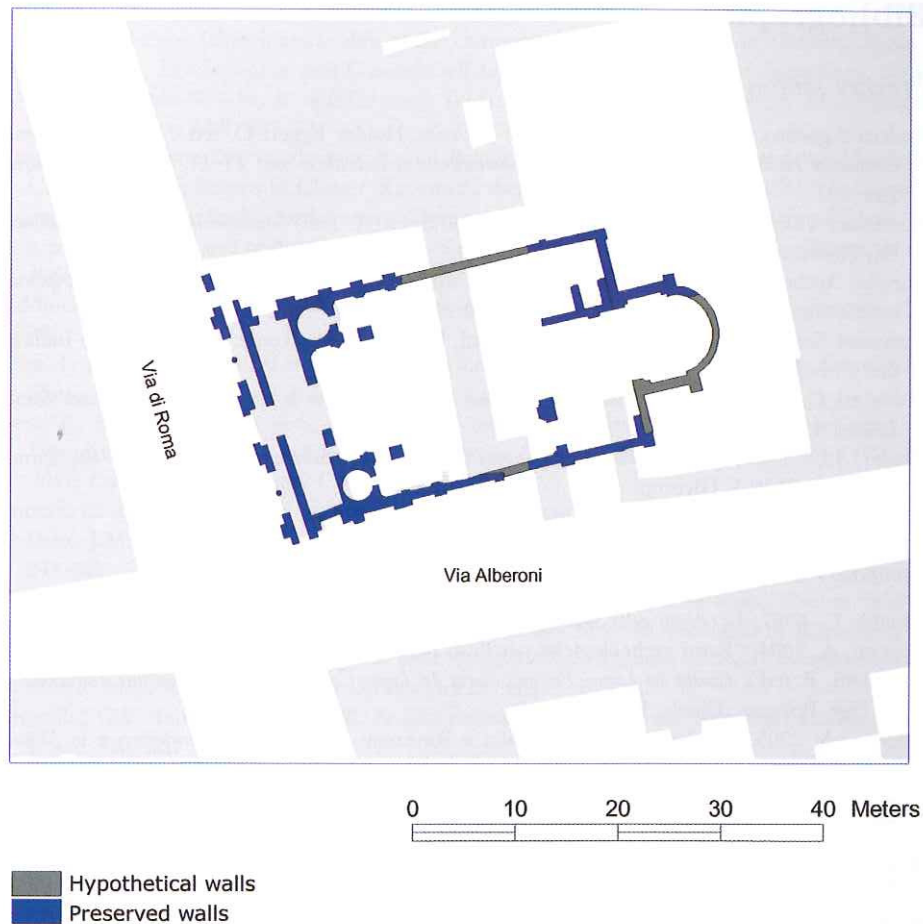 Via di Roma
Via Alberoni
0 10 20 30 40 Meters
Hypothetical walls
Preserved walls